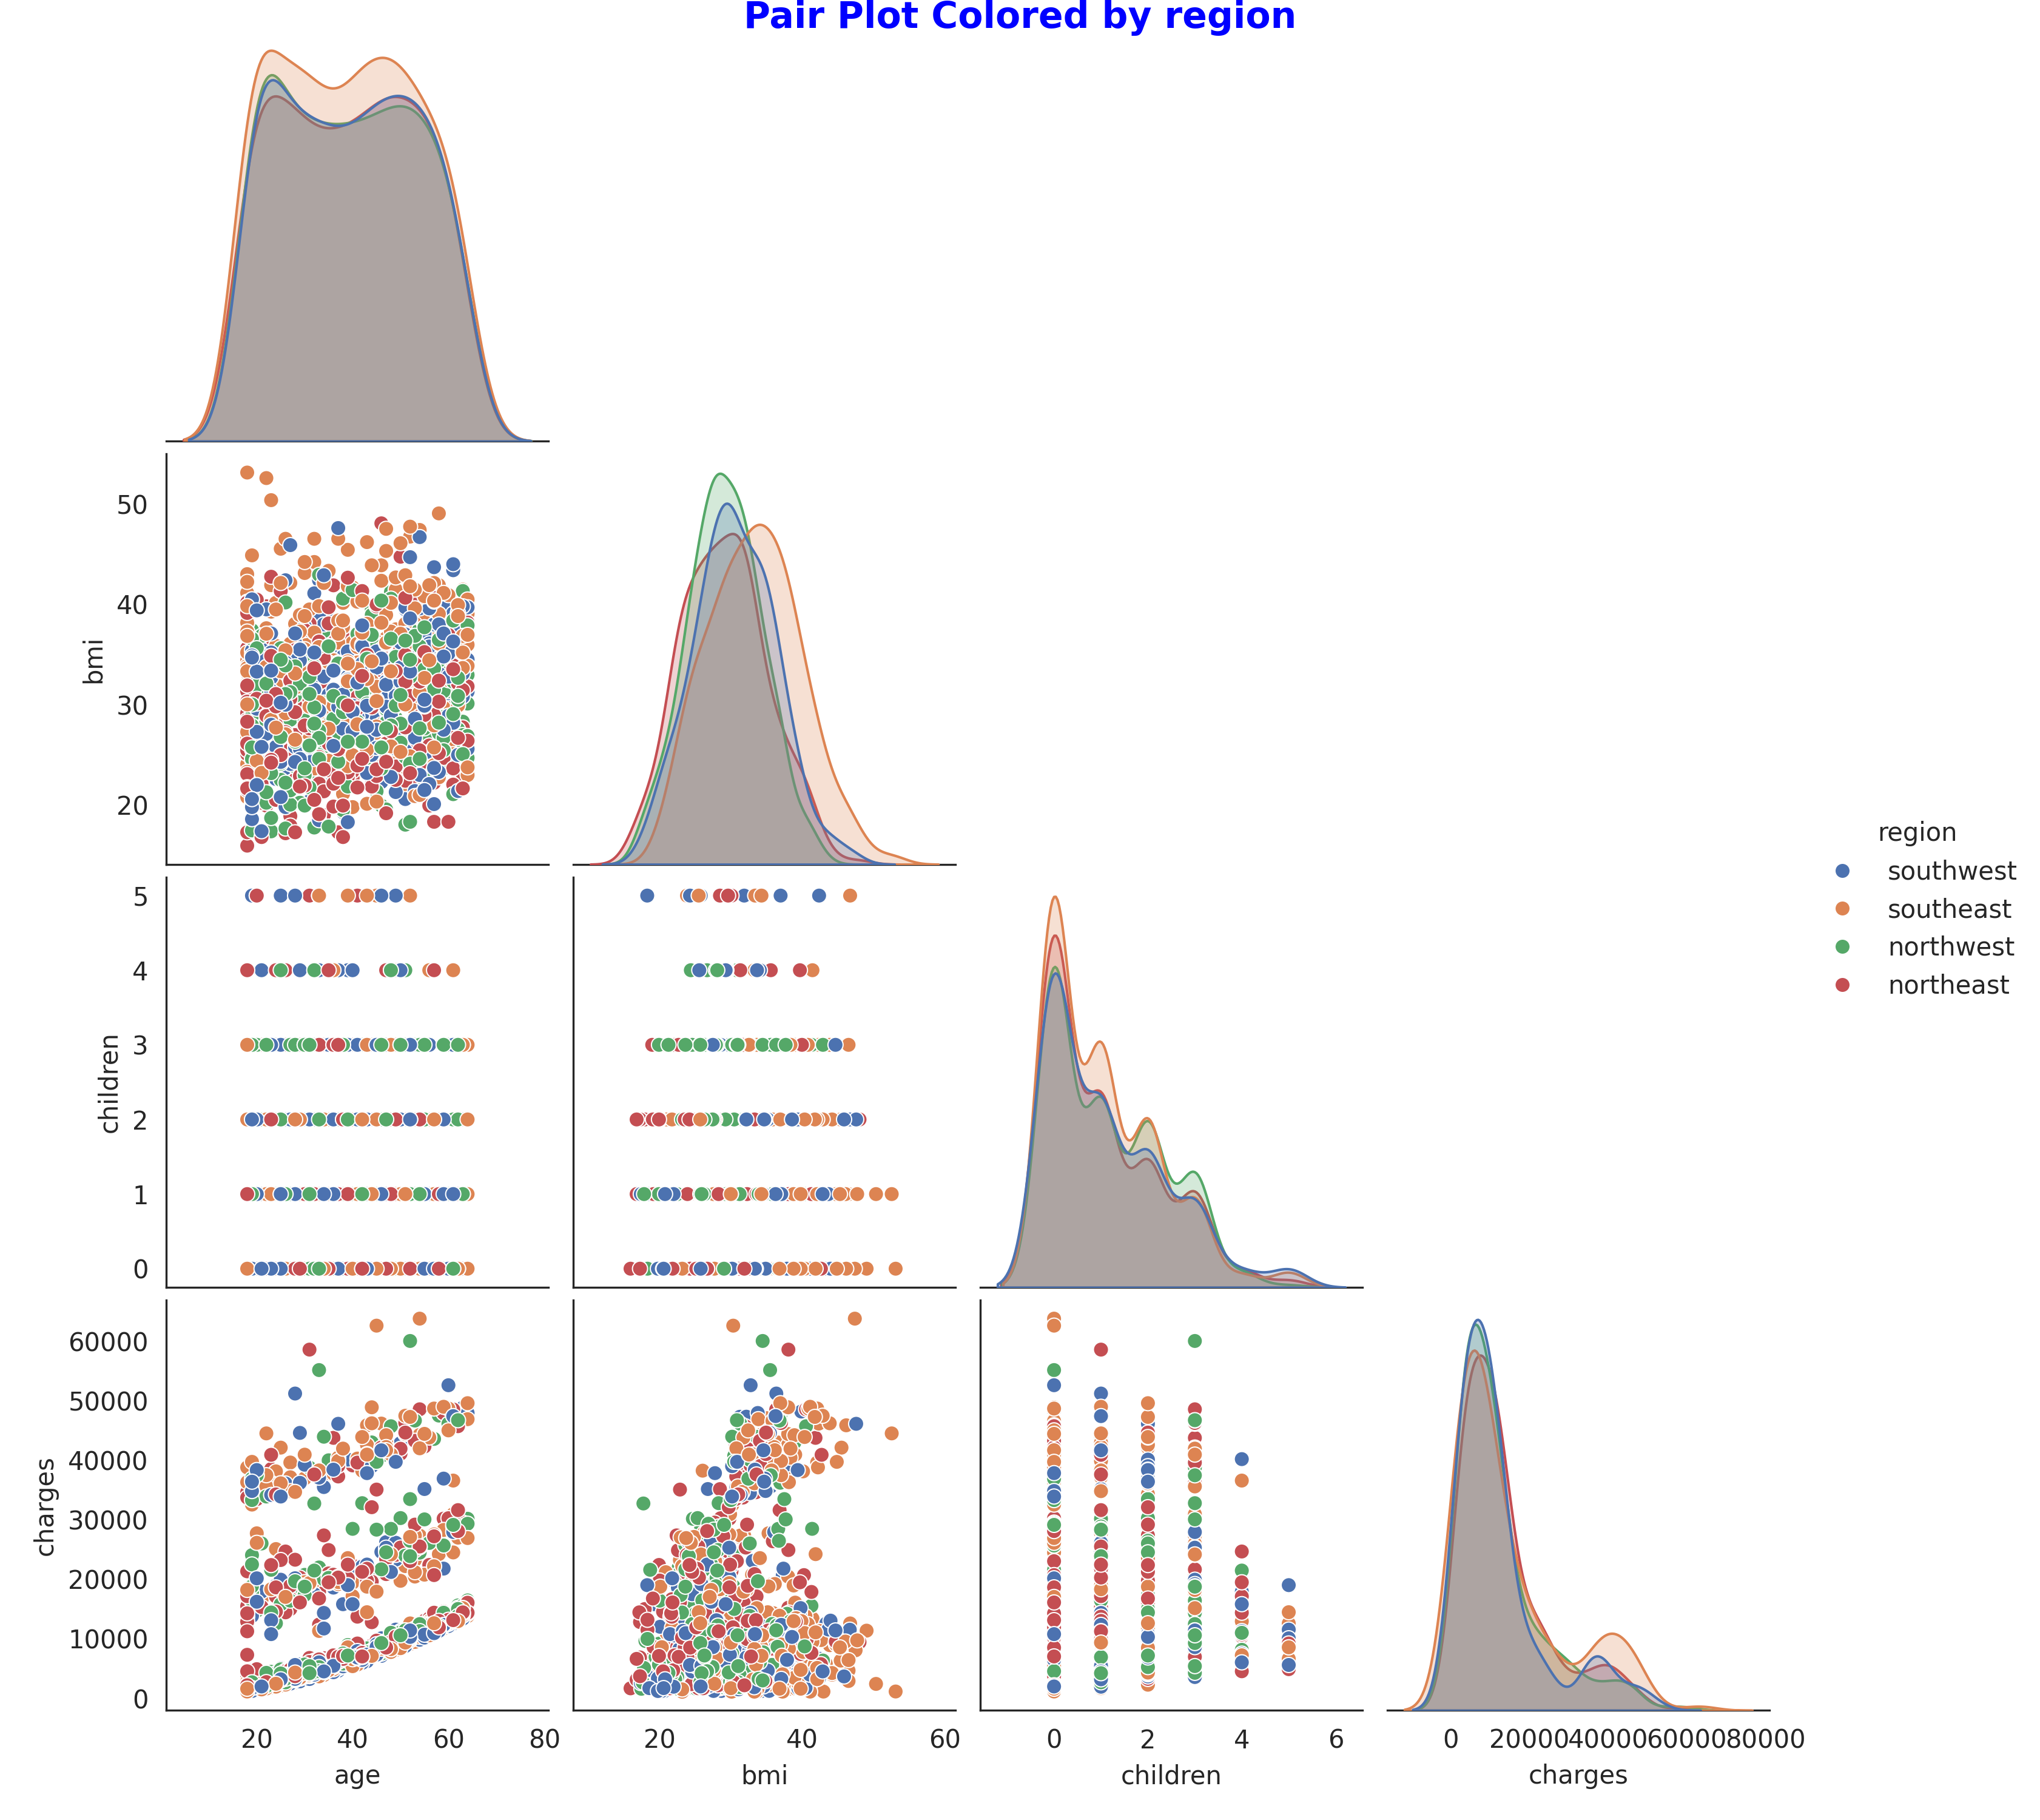 Pair Plot Colored by region
50
40
30
20
bmi
5
4
3
2
1
0
children
60000
50000
40000
30000
20000
10000
0
charges
20 40 60 80
age
20 40 60
bmi
0 2 4 6
children
0 20000 40000 60000 80000
charges
region
southwest
southeast
northwest
northeast